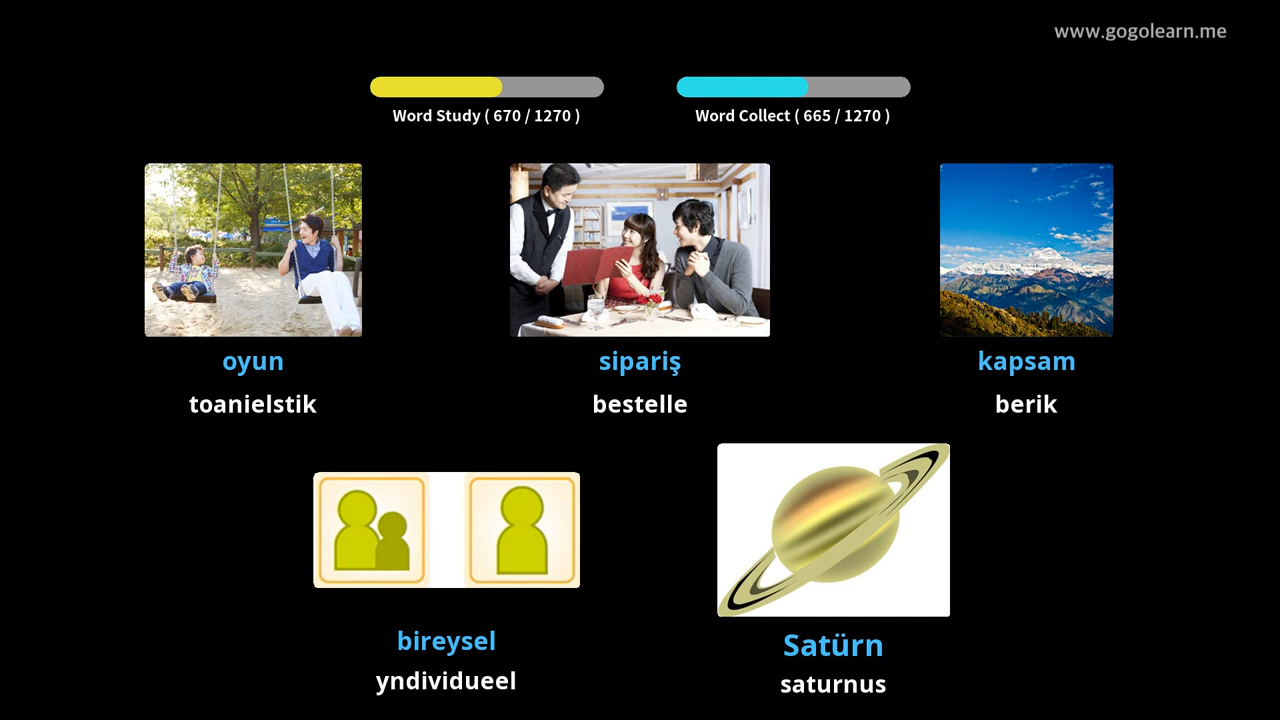 www.gogolearn.me
Word Study ( 670 / 1270 )
Word Collect ( 665 / 1270 )
oyun
toanielstik
sipariş
bestelle
kapsam
berik
bireysel
yndividueel
Satürn
saturnus